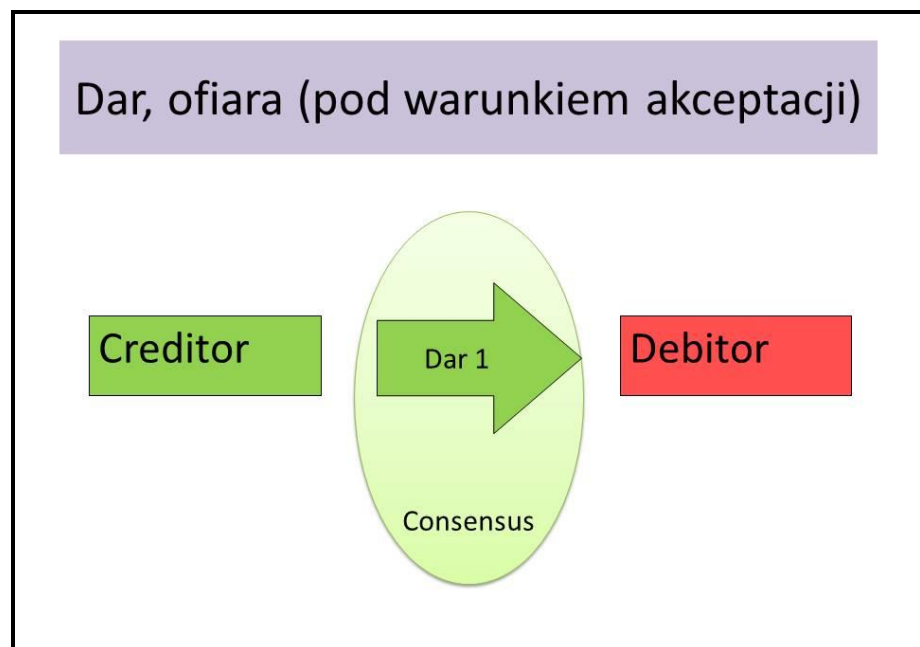 Dar, ofiara (pod warunkiem akceptacji)
Creditor
Dar 1
Debitor
Consensus